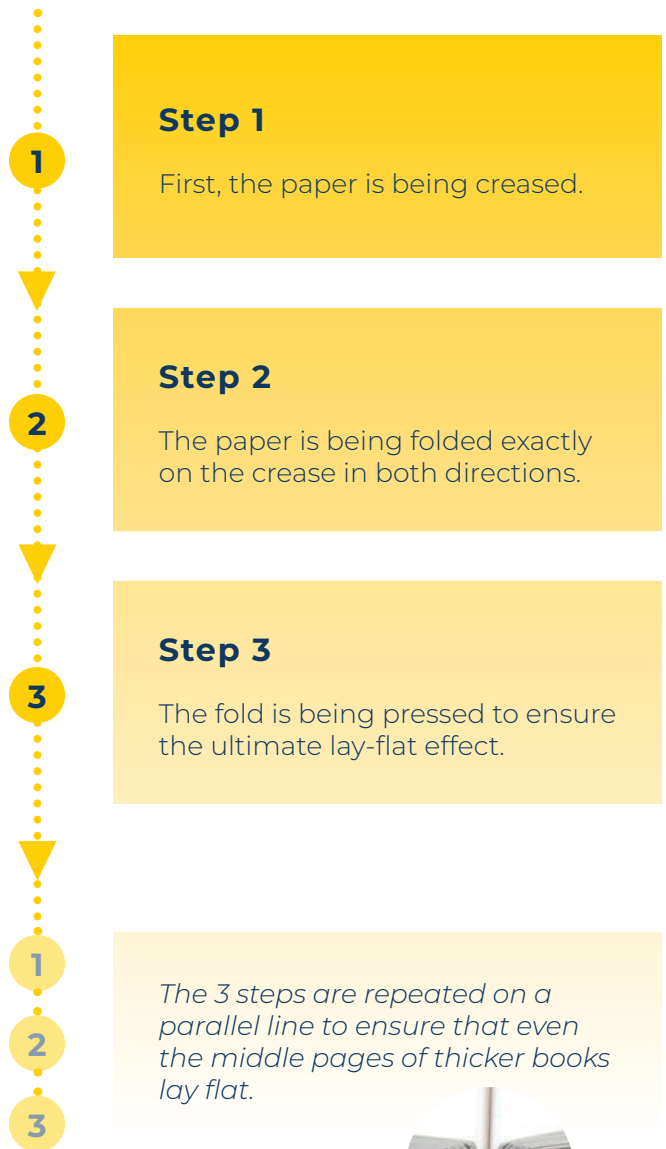 Step 1
1
First, the paper is being creased.
Step 2
2
The paper is being folded exactly
on the crease in both directions.
Step 3
3
The fold is being pressed to ensure
the ultimate lay-flat effect.
1
2
3
The 3 steps are repeated on a
parallel line to ensure that even
the middle pages of thicker books
lay flat.